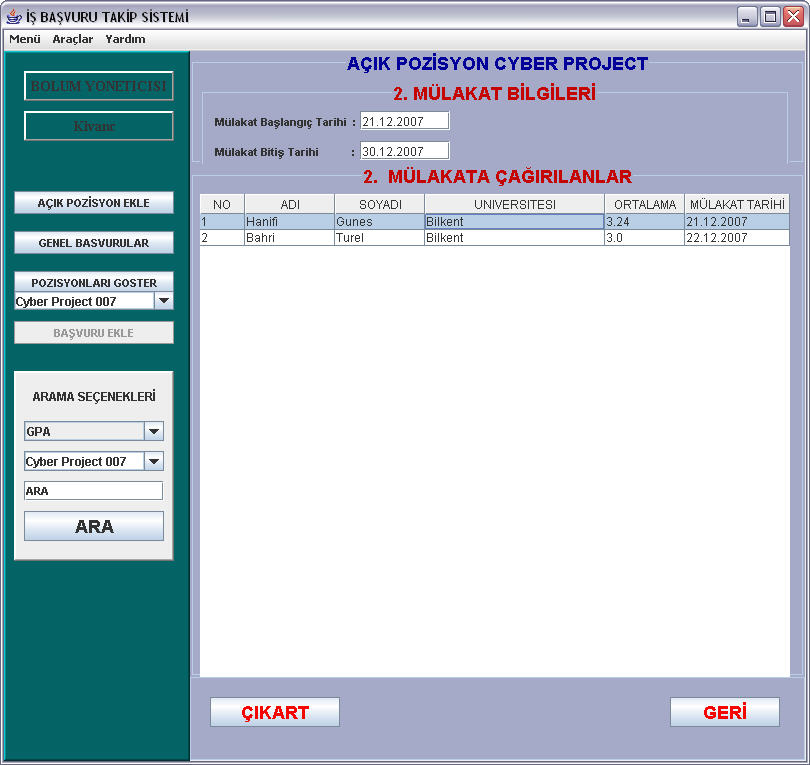 İŞ BAŞVURU TAKİP SİSTEMİ
Menü Araçlar Yardım
BOLUM YONETICISI
Kivanc
AÇIK POZİSYON EKLE
GENEL BASVURULAR
POZISYONLARI GOSTER
Cyber Project 007
BAŞVURU EKLE
ARAMA SEÇENEKLERİ
GPA
Cyber Project 007
ARA
ARA
AÇIK POZİSYON CYBER PROJECT
2. MÜLAKAT BİLGİLERİ
Mülakat Başlangıç Tarihi : 21.12.2007
Mülakat Bitiş Tarihi : 30.12.2007
2. MÜLAKATA ÇAĞIRILANLAR
NO ADI SOYADI UNIVERSITESI ORTALAMA MÜLAKAT TARİHİ
1 Hanifi Gunes Bilkent 3.24 21.12.2007
2 Bahri Turel Bilkent 3.0 22.12.2007
ÇIKART GERİ